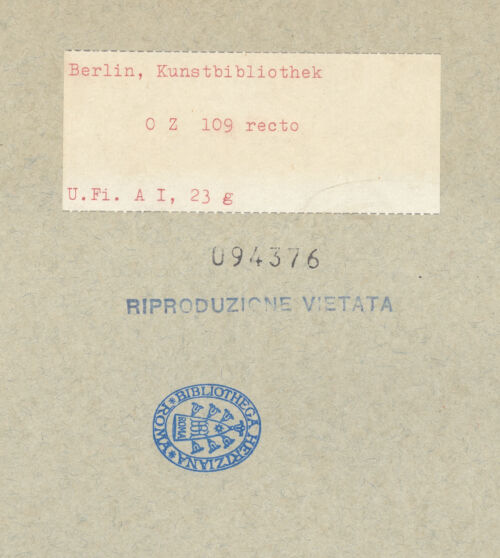 Berlin, Kunstbibliothek
O Z 109 recto
U.Fi. A I, 23 g
094376
RIPRODUZIONE VIETATA
BIBLIOTHECA HERTZIANA
ROMA